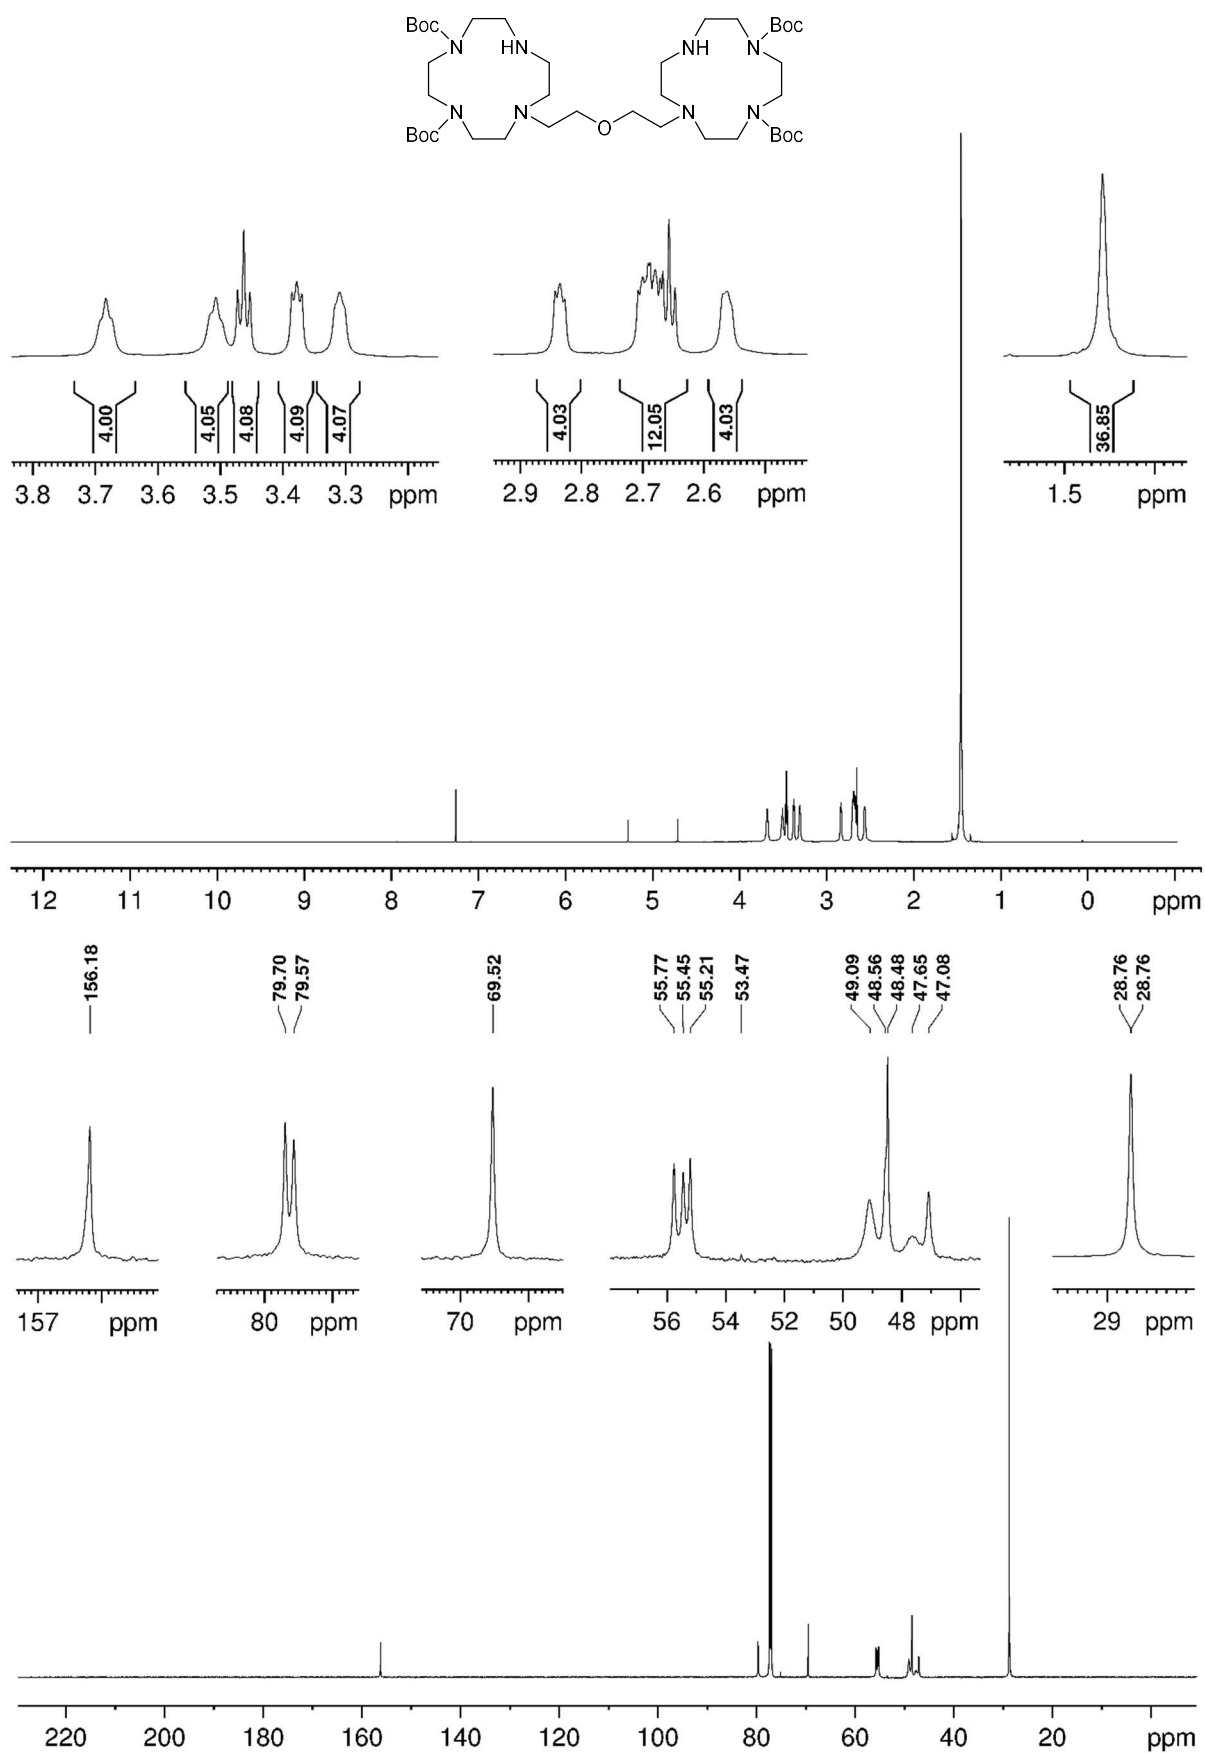 Boc Boc
N HN NH N
N N N N
Boc O Boc
4.00 4.05 4.08 4.09 4.07 4.03 12.05 4.03 36.85
3.8 3.7 3.6 3.5 3.4 3.3 ppm 2.9 2.8 2.7 2.6 ppm 1.5 ppm
12 11 10 9 8 7 6 5 4 3 2 1 0 ppm
156.18 79.70 79.57 69.52 55.77 55.45 55.21 53.47 49.09 48.56 48.48 47.65 47.08 28.76 28.76
157 ppm 80 ppm 70 ppm 56 54 52 50 48 ppm 29 ppm
220 200 180 160 140 120 100 80 60 40 20 ppm